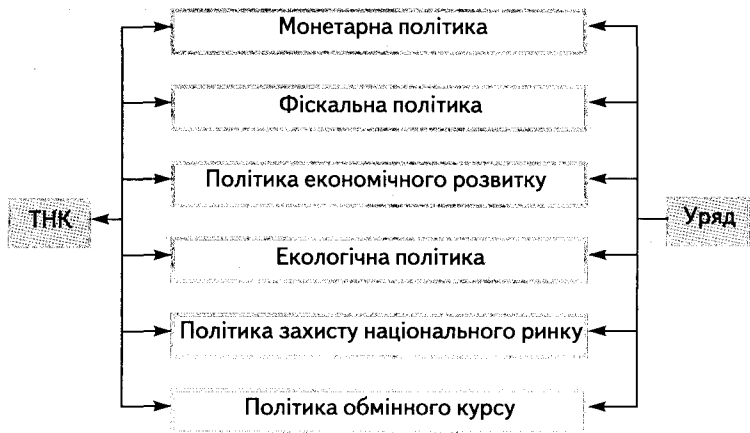 Монетарна політика
Фіскальна політика
Політика економічного розвитку
ТНК
Уряд
Екологічна політика
Політика захисту національного ринку
Політика обмінного курсу